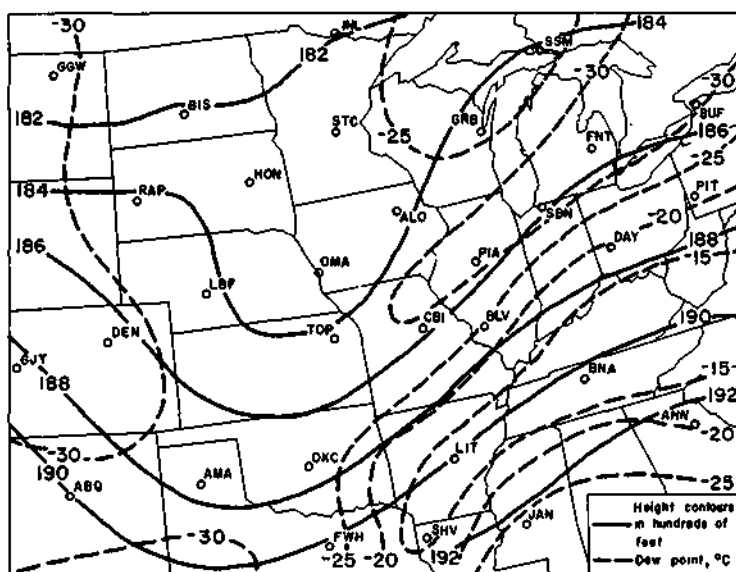 -30
INL
182
SSM
184
GGW
-30
-30
182
BIS
STC
-25
GRB
FNT
BUF
186
-25
184
RAP
HON
ALO
SBN
PIT
-20
186
OMA
PIA
DAY
188
-15
LBF
DEN
TOP
CBI
BLV
190
GJY
188
BNA
-15
192
AHN
-30
190
ABQ
AMA
OKC
LIT
-20
-25
-30
FWH
-25
-20
SHV
192
JAN
Height contours
in hundreds of
feet
Dew point, °C